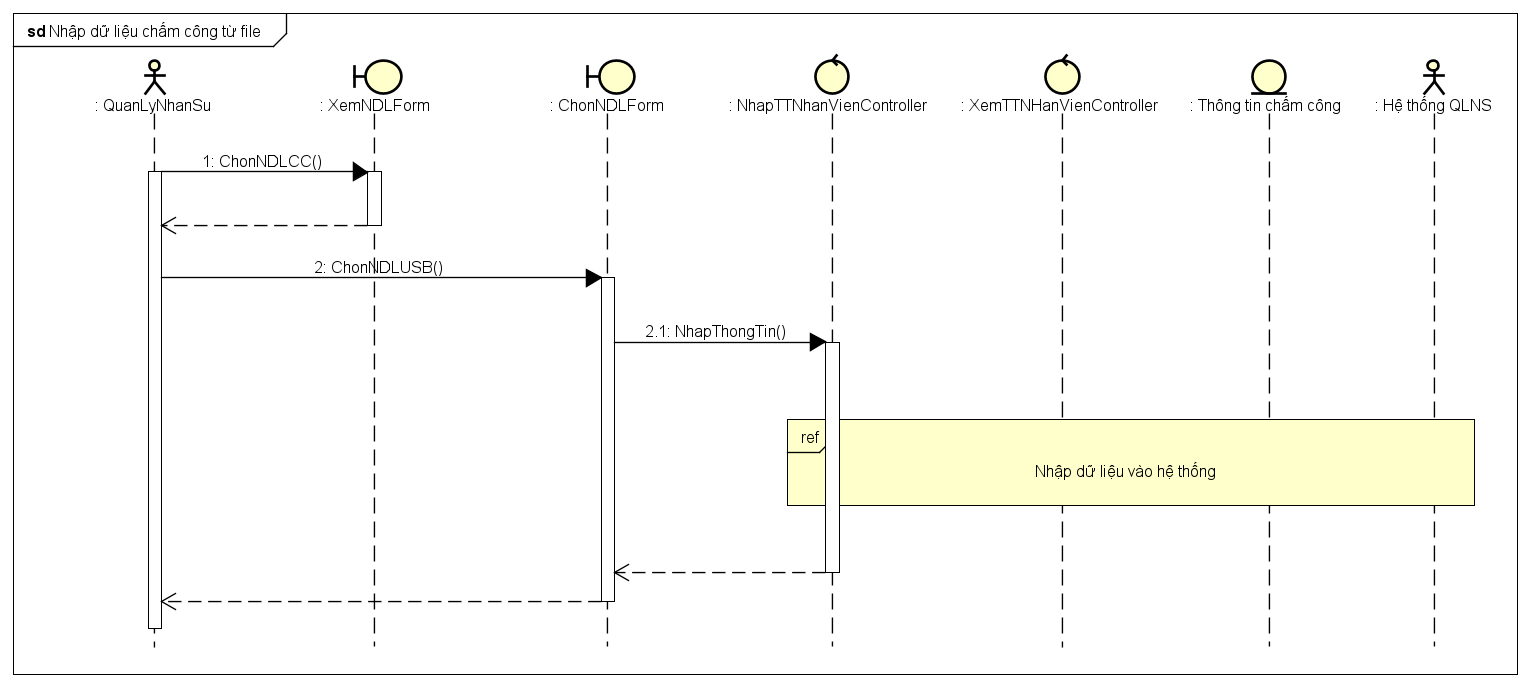 sd Nhập dữ liệu chấm công từ file
: QuanLyNhanSu
: XemNDLForm
: ChonNDLForm
: NhapTTNhanVienController
: XemTTNHanVienController
: Thông tin chấm công
: Hệ thống QLNS
1: ChonNDLCC()
2: ChonNDLUSB()
2.1: NhapThongTin()
ref
Nhập dữ liệu vào hệ thống